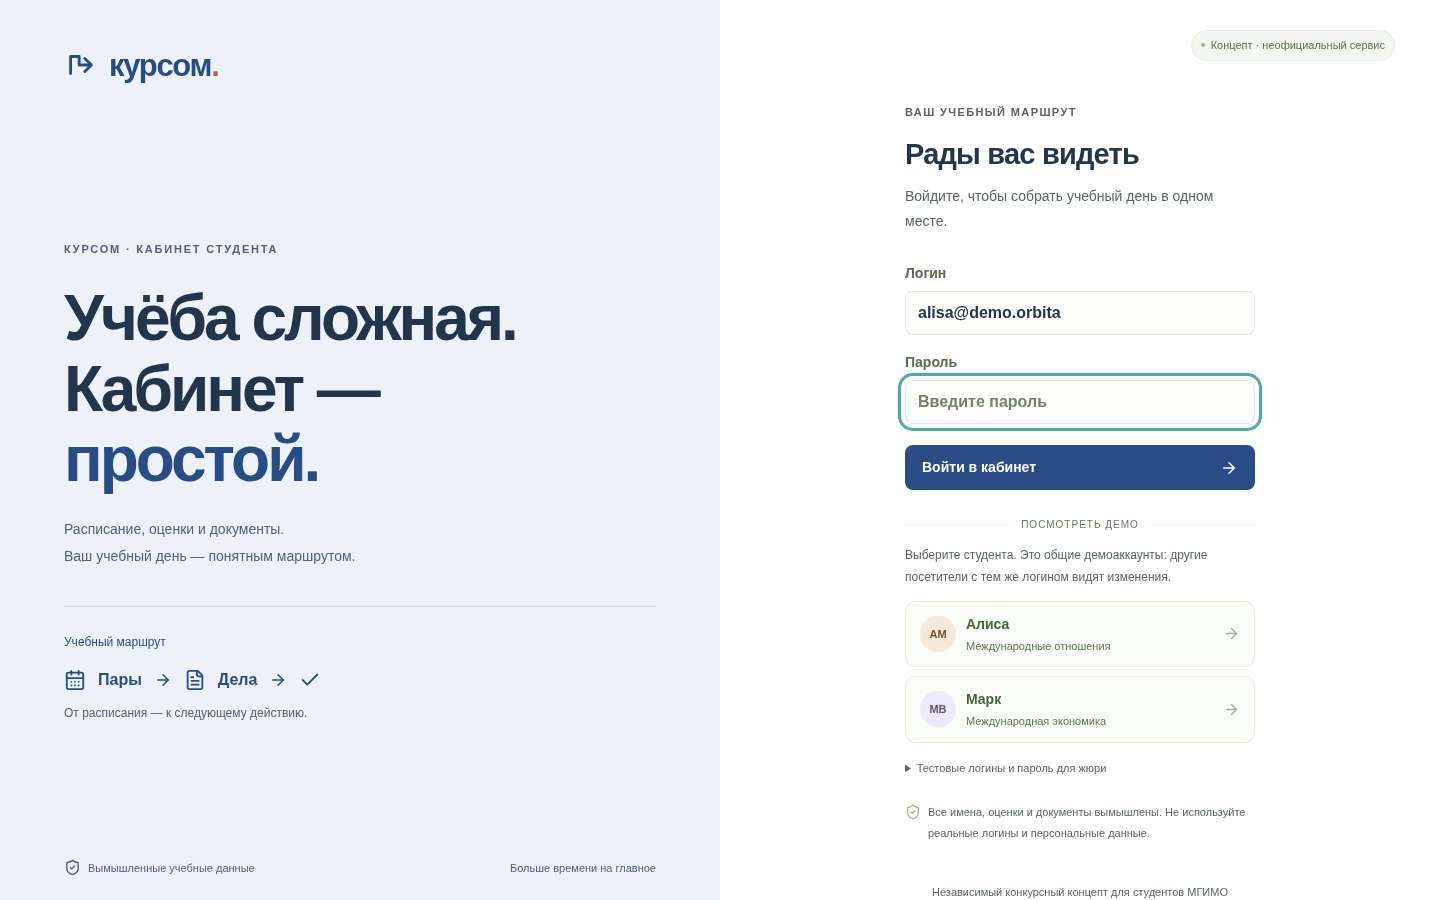 курсом.
КУРСОМ · КАБИНЕТ СТУДЕНТА
Учёба сложная.
Кабинет —
простой.
Расписание, оценки и документы.
Ваш учебный день — понятным маршрутом.
Учебный маршрут
Пары → Дела →
От расписания — к следующему действию.
Вымышленные учебные данные
Больше времени на главное
Концепт · неофициальный сервис
ВАШ УЧЕБНЫЙ МАРШРУТ
Рады вас видеть
Войдите, чтобы собрать учебный день в одном
месте.
Логин
alisa@demo.orbita
Пароль
Введите пароль
Войти в кабинет
ПОСМОТРЕТЬ ДЕМО
Выберите студента. Это общие демоаккаунты: другие
посетители с тем же логином видят изменения.
АМ
Алиса
Международные отношения
МВ
Марк
Международная экономика
Тестовые логины и пароль для жюри
Все имена, оценки и документы вымышлены. Не используйте
реальные логины и персональные данные.
Независимый конкурсный концепт для студентов МГИМО